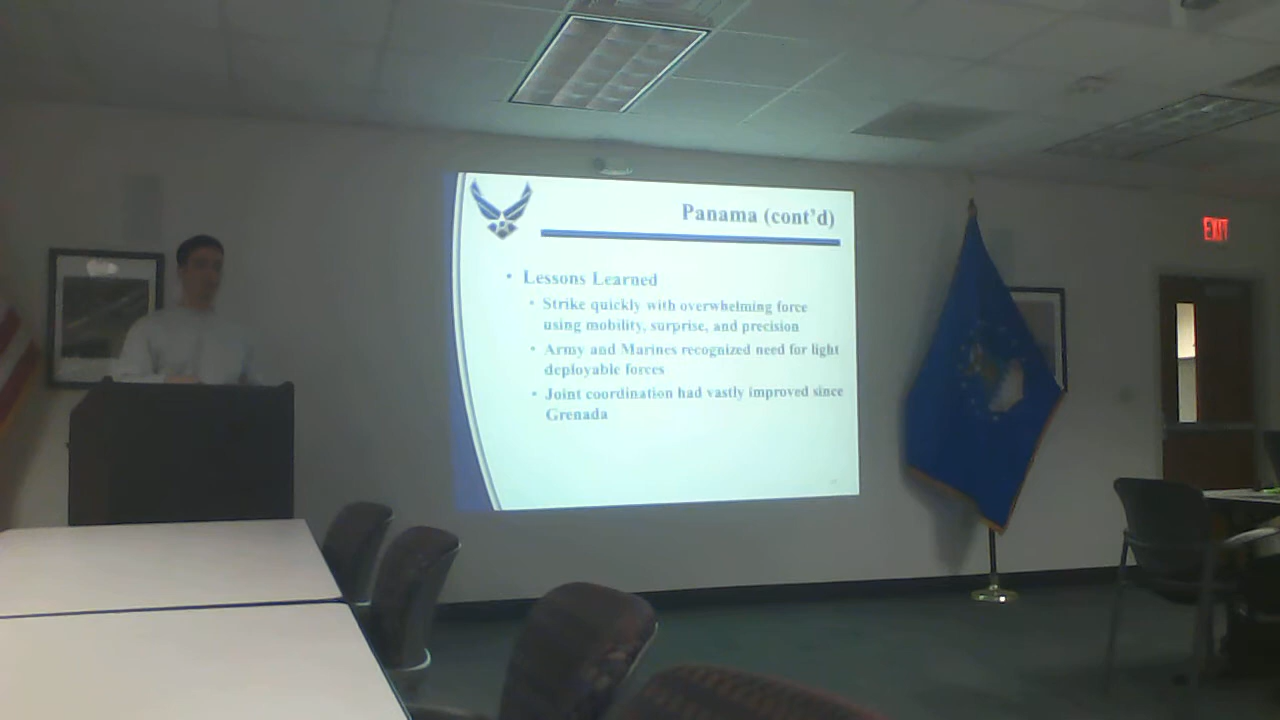 Panama (cont'd)
• Lessons Learned
• Strike quickly with overwhelming force
using mobility, surprise, and precision
• Army and Marines recognized need for light
deployable forces
• Joint coordination had vastly improved since
Grenada
EXIT